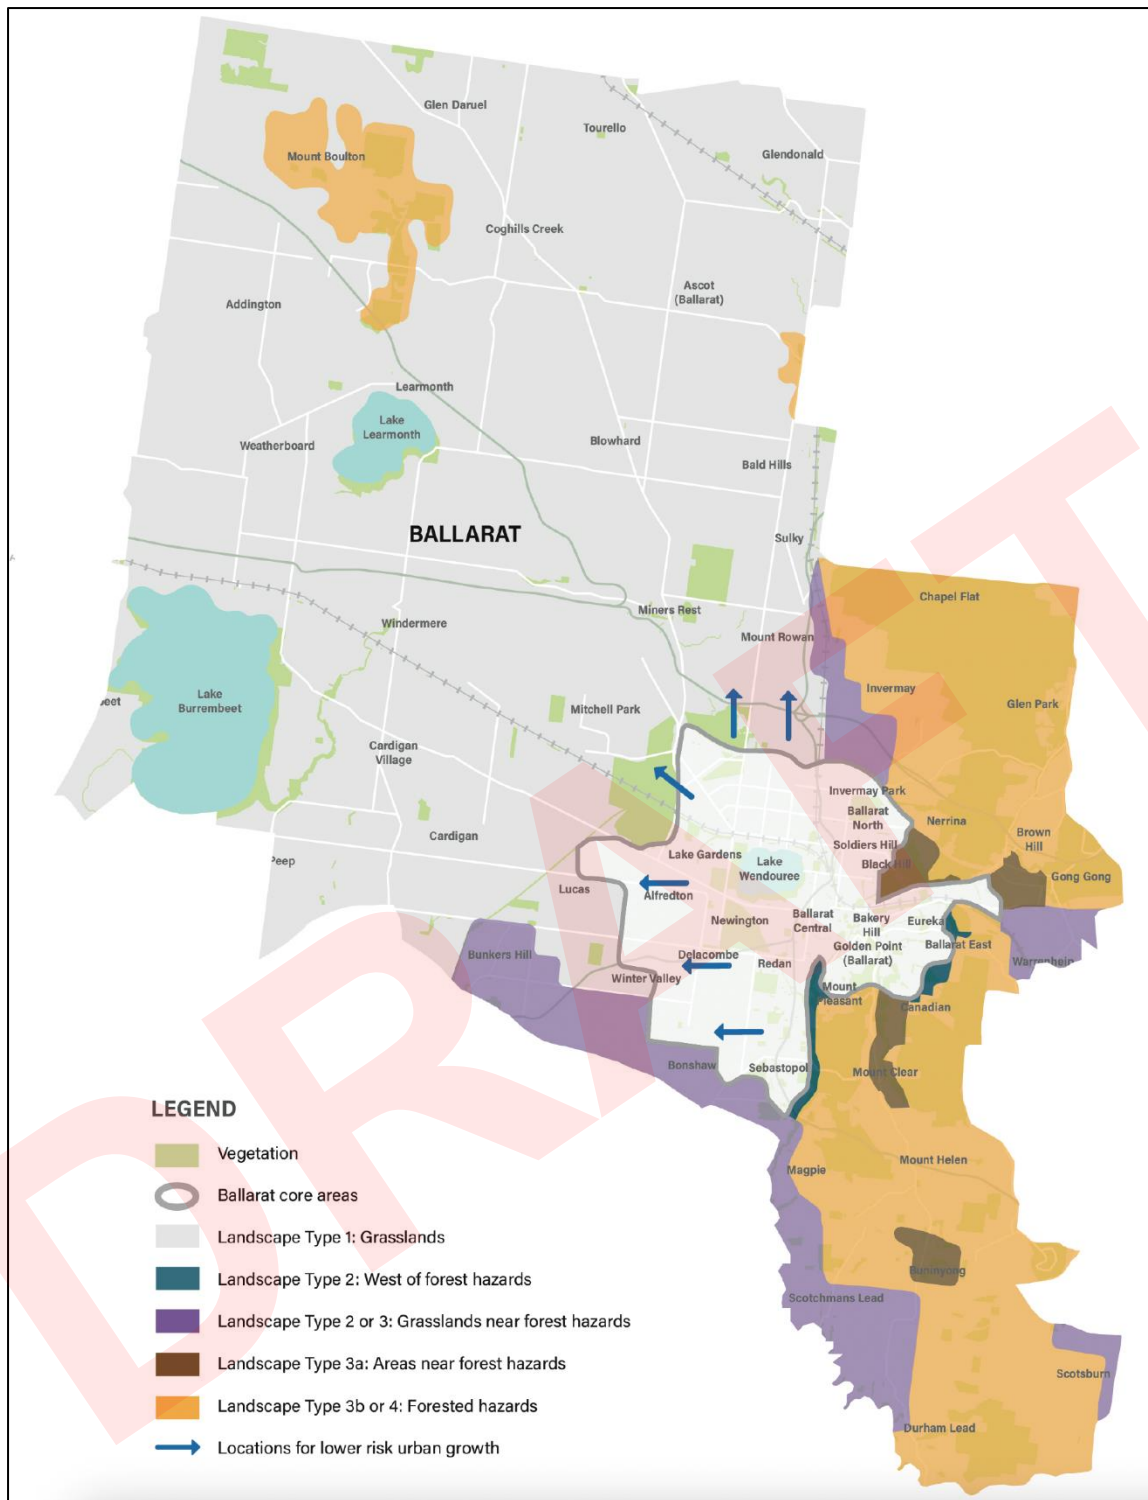 Glen Daruel
Tourello
Glendonald
Mount Boulton
Coghills Creek
Ascot
(Ballarat)
Addington
Learmonth
Lake
Learmonth
Weatherboard
Blowhard
Bald Hills
BALLARAT
Sulky
Chapel Flat
Miners Rest
Windermere
Mount Rowan
Invermay
Lake
Burrembeet
Glen Park
Mitchell Park
Cardigan
Village
Invermay Park
Ballarat
North
Nerrina
Brown
Hill
Cardigan
Soldiers Hill
Black Hill
Lake Gardens
Lake
Wendouree
Gong Gong
Peep
Lucas
Alfredton
Newington
Ballarat
Central
Bakery
Hill
Eureka
Golden Point
(Ballarat)
Ballarat East
Bunkers Hill
Delacombe
Redan
Warrenheip
Winter Valley
Mount
Pleasant
Canadian
Bonshaw
Sebastopol
Mount Clear
Mount Helen
Magpie
Buninyong
Scotchmans Lead
Scotsburn
Durham Lead
LEGEND
Vegetation
Ballarat core areas
Landscape Type 1: Grasslands
Landscape Type 2: West of forest hazards
Landscape Type 2 or 3: Grasslands near forest hazards
Landscape Type 3a: Areas near forest hazards
Landscape Type 3b or 4: Forested hazards
Locations for lower risk urban growth
DRAFT